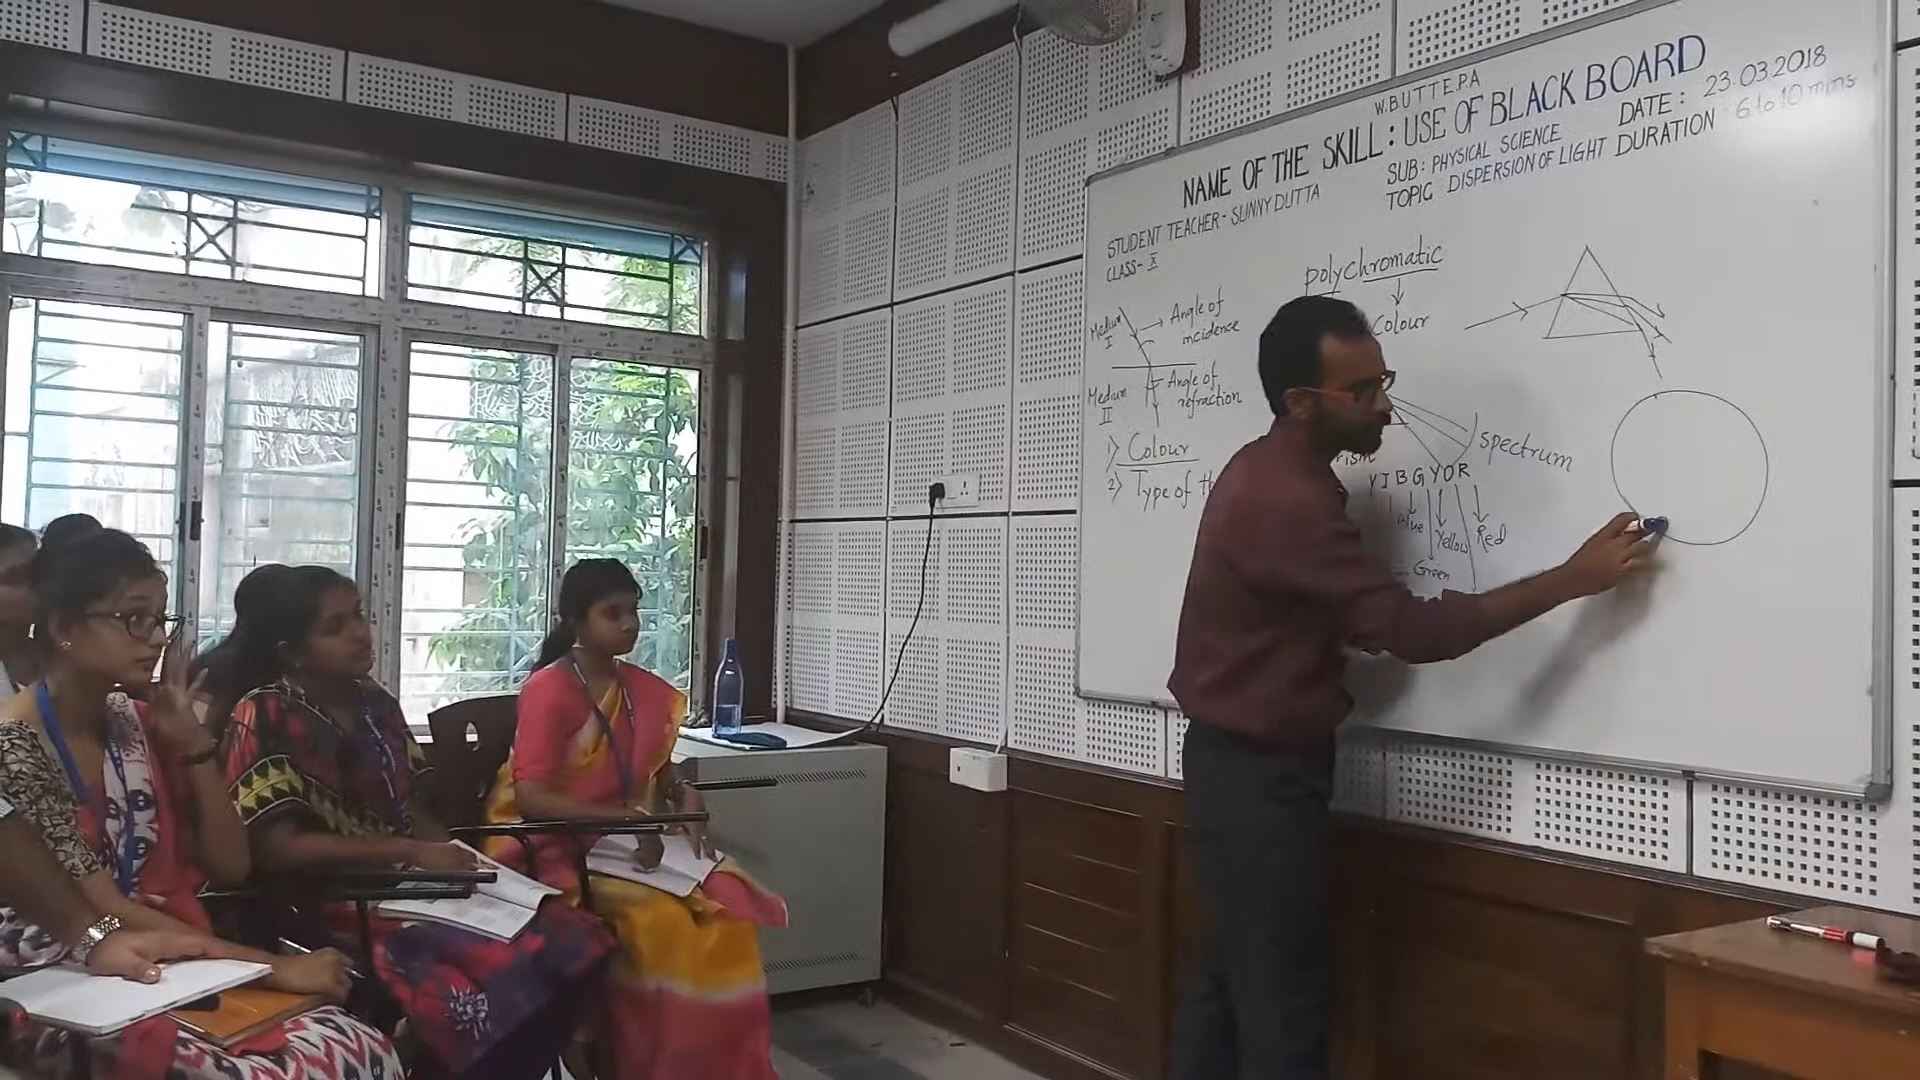 W.B.U.T.T.E.P.A
NAME OF THE SKILL: USE OF BLACK BOARD
STUDENT TEACHER- SUNNY DUTTA
SUB: PHYSICAL SCIENCE
DATE: 23.03.2018
CLASS- X
TOPIC DISPERSION OF LIGHT
DURATION 6 to 10 mins
polychromatic
Colour
Medium
I
Angle of
incidence
Medium
II
Angle of
refraction
1) Colour
2) Type of
spectrum
I B G Y O R
Blue
Yellow
Red
Green